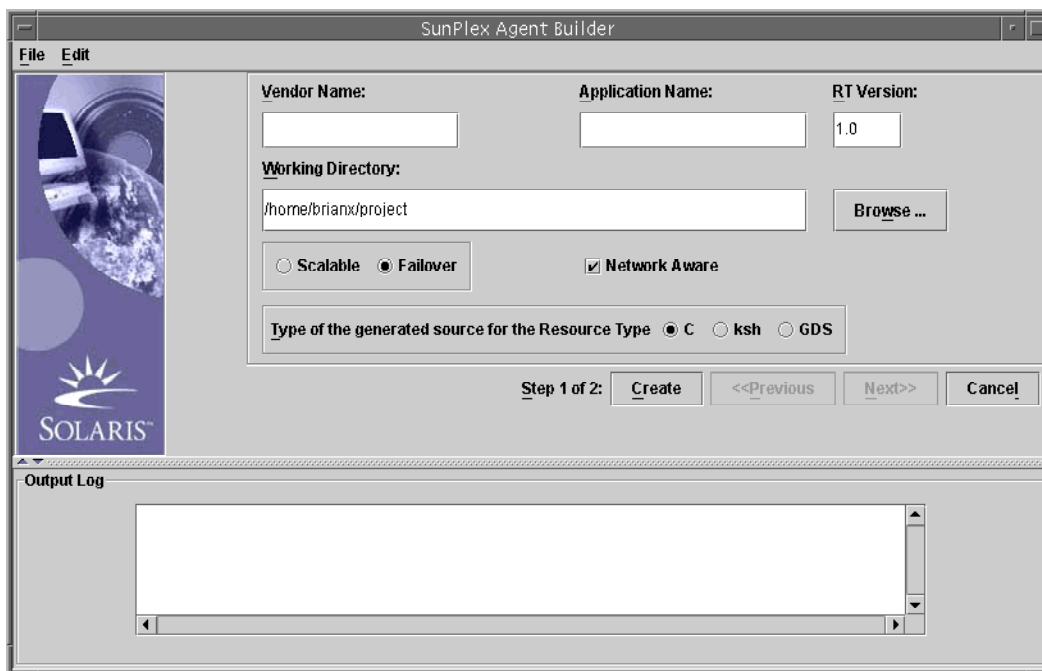 SunPlex Agent Builder
File Edit
Vendor Name: Application Name: RT Version:
1.0
Working Directory:
/home/brianx/project Browse ...
Scalable Failover Network Aware
Type of the generated source for the Resource Type C ksh GDS
Step 1 of 2: Create <<Previous Next>> Cancel
SOLARIS™
Output Log